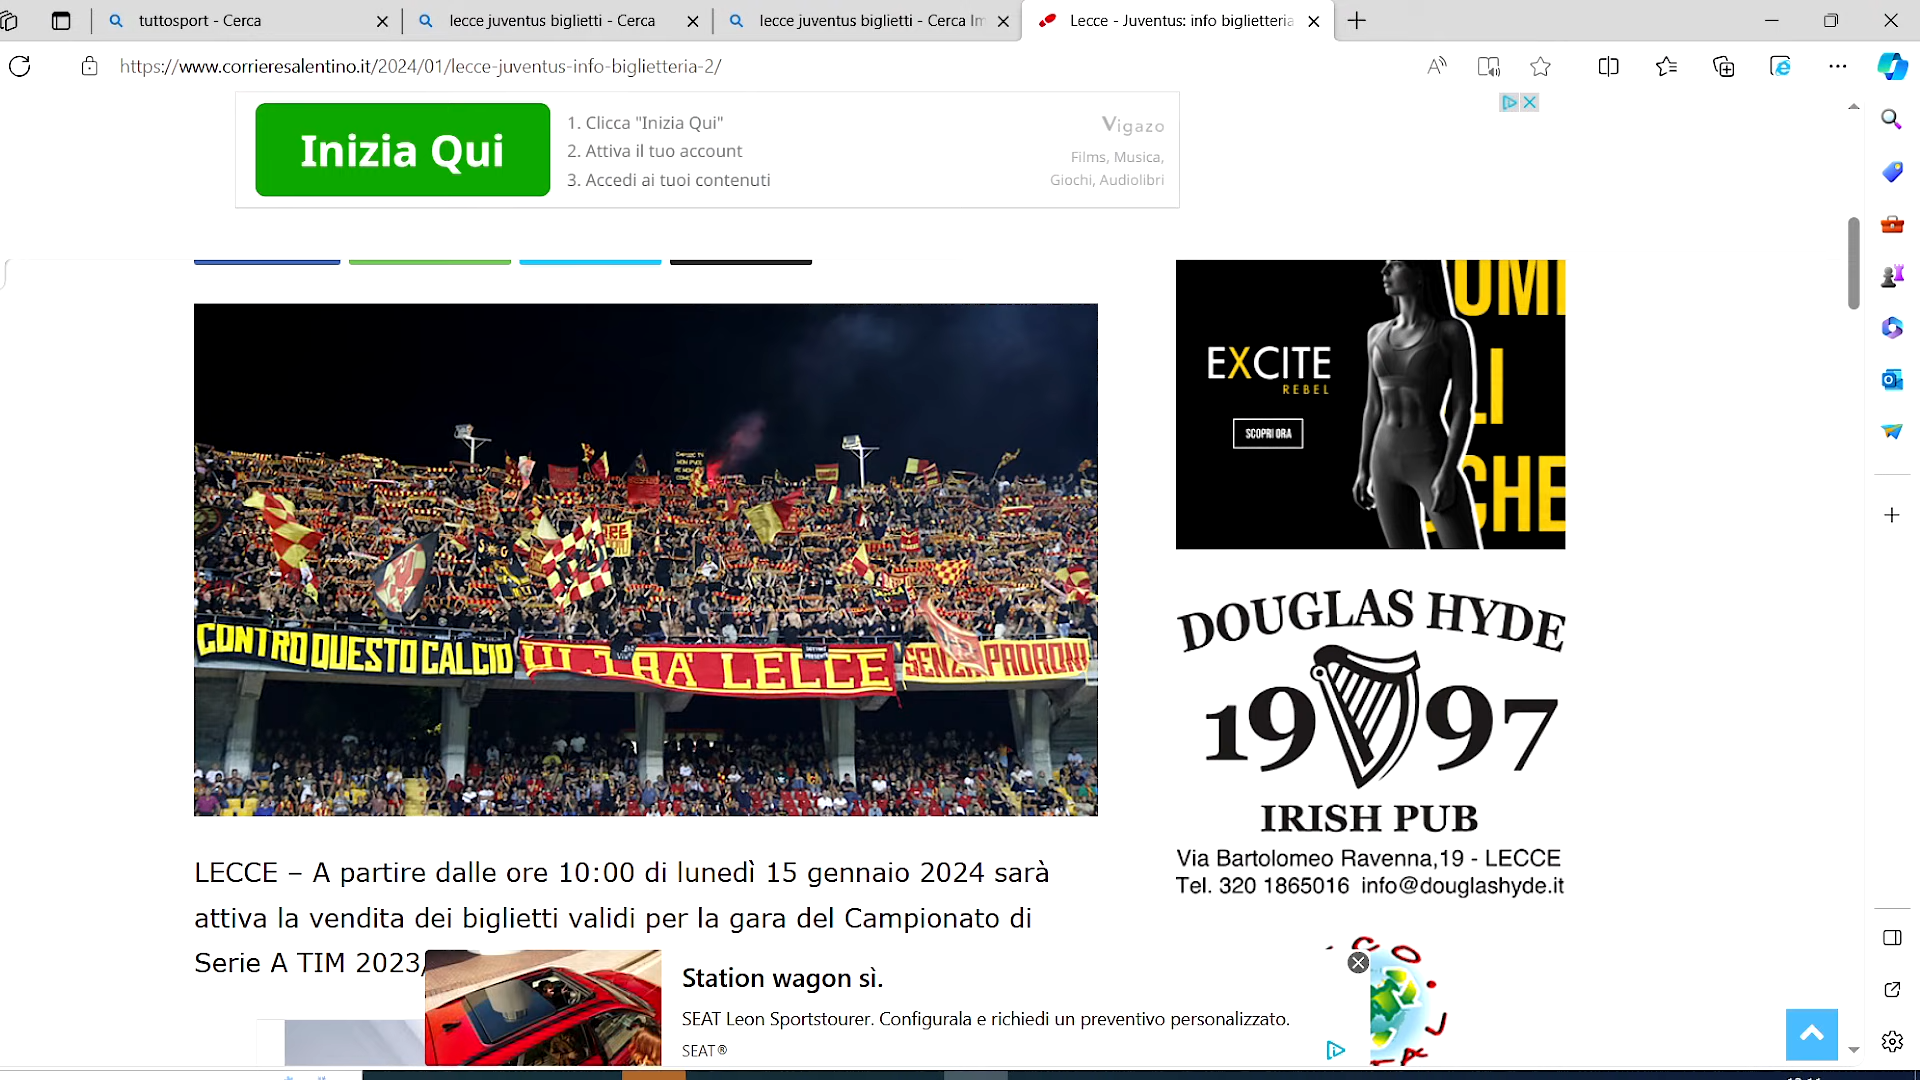 tuttosport - Cerca
lecce juventus biglietti - Cerca
lecce juventus biglietti - Cerca Im
Lecce - Juventus: info biglietteria
https://www.corrieresalentino.it/2024/01/lecce-juventus-info-biglietteria-2/
Inizia Qui
1. Clicca "Inizia Qui"
2. Attiva il tuo account
3. Accedi ai tuoi contenuti
Vigazo
Films, Musica,
Giochi, Audiolibri
EXCITE
REBEL
SCOPRI ORA
CONTRO QUESTO CALCIO
ULTRÀ LECCE
SENZA PADRONI
DOUGLAS HYDE
1997
IRISH PUB
Via Bartolomeo Ravenna,19 - LECCE
Tel. 320 1865016 info@douglashyde.it
LECCE – A partire dalle ore 10:00 di lunedì 15 gennaio 2024 sarà
attiva la vendita dei biglietti validi per la gara del Campionato di
Serie A TIM 2023/
Station wagon sì.
SEAT Leon Sportstourer. Configurala e richiedi un preventivo personalizzato.
SEAT®